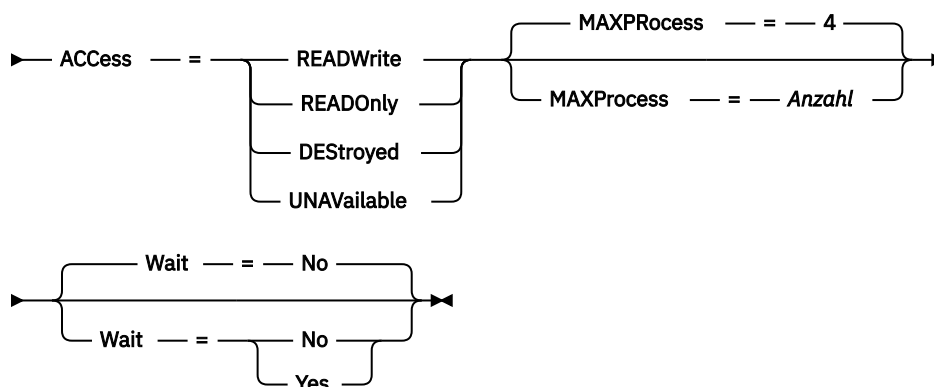 MAXPRocess = 4
ACCess = READWrite
READOnly
MAXProcess = Anzahl
DEStroyed
UNAVailable
Wait = No
Wait = No
Yes